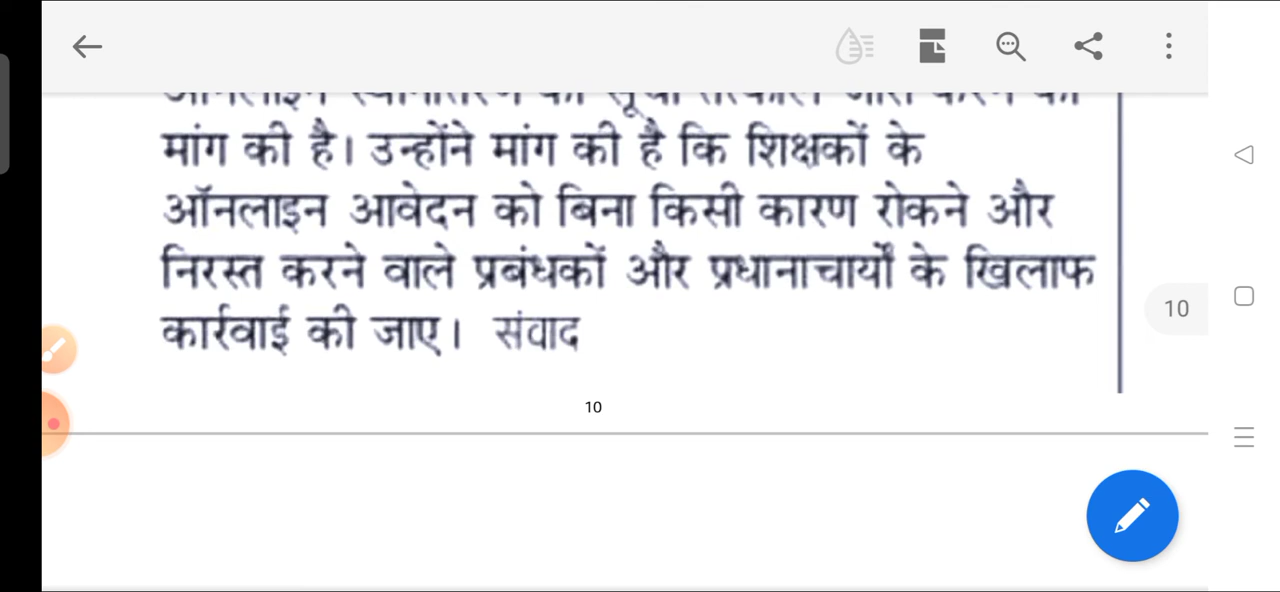 मांग की है। उन्होंने मांग की है कि शिक्षकों के
ऑनलाइन आवेदन को बिना किसी कारण रोकने और
निरस्त करने वाले प्रबंधकों और प्रधानाचार्यों के खिलाफ
कार्रवाई की जाए। संवाद
10
10